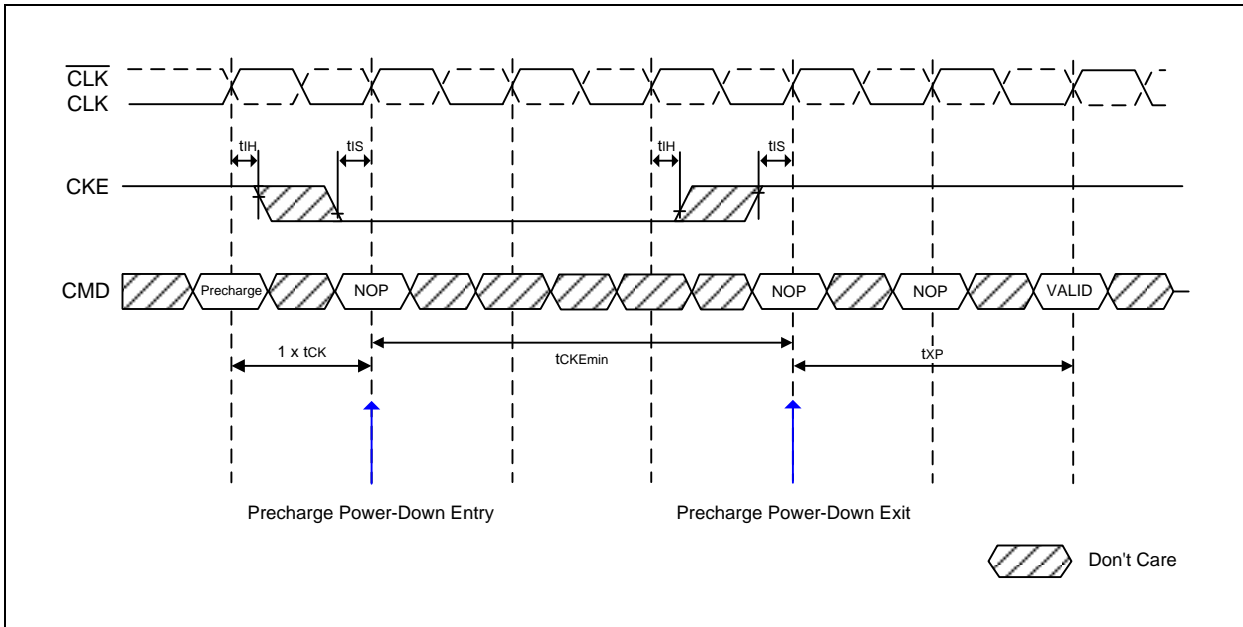 CLK
CLK
tIH
tIS
tIH
tIS
CKE
CMD
Precharge
NOP
NOP
NOP
VALID
1 x tCK
tCKEmin
tXP
Precharge Power-Down Entry
Precharge Power-Down Exit
Don't Care